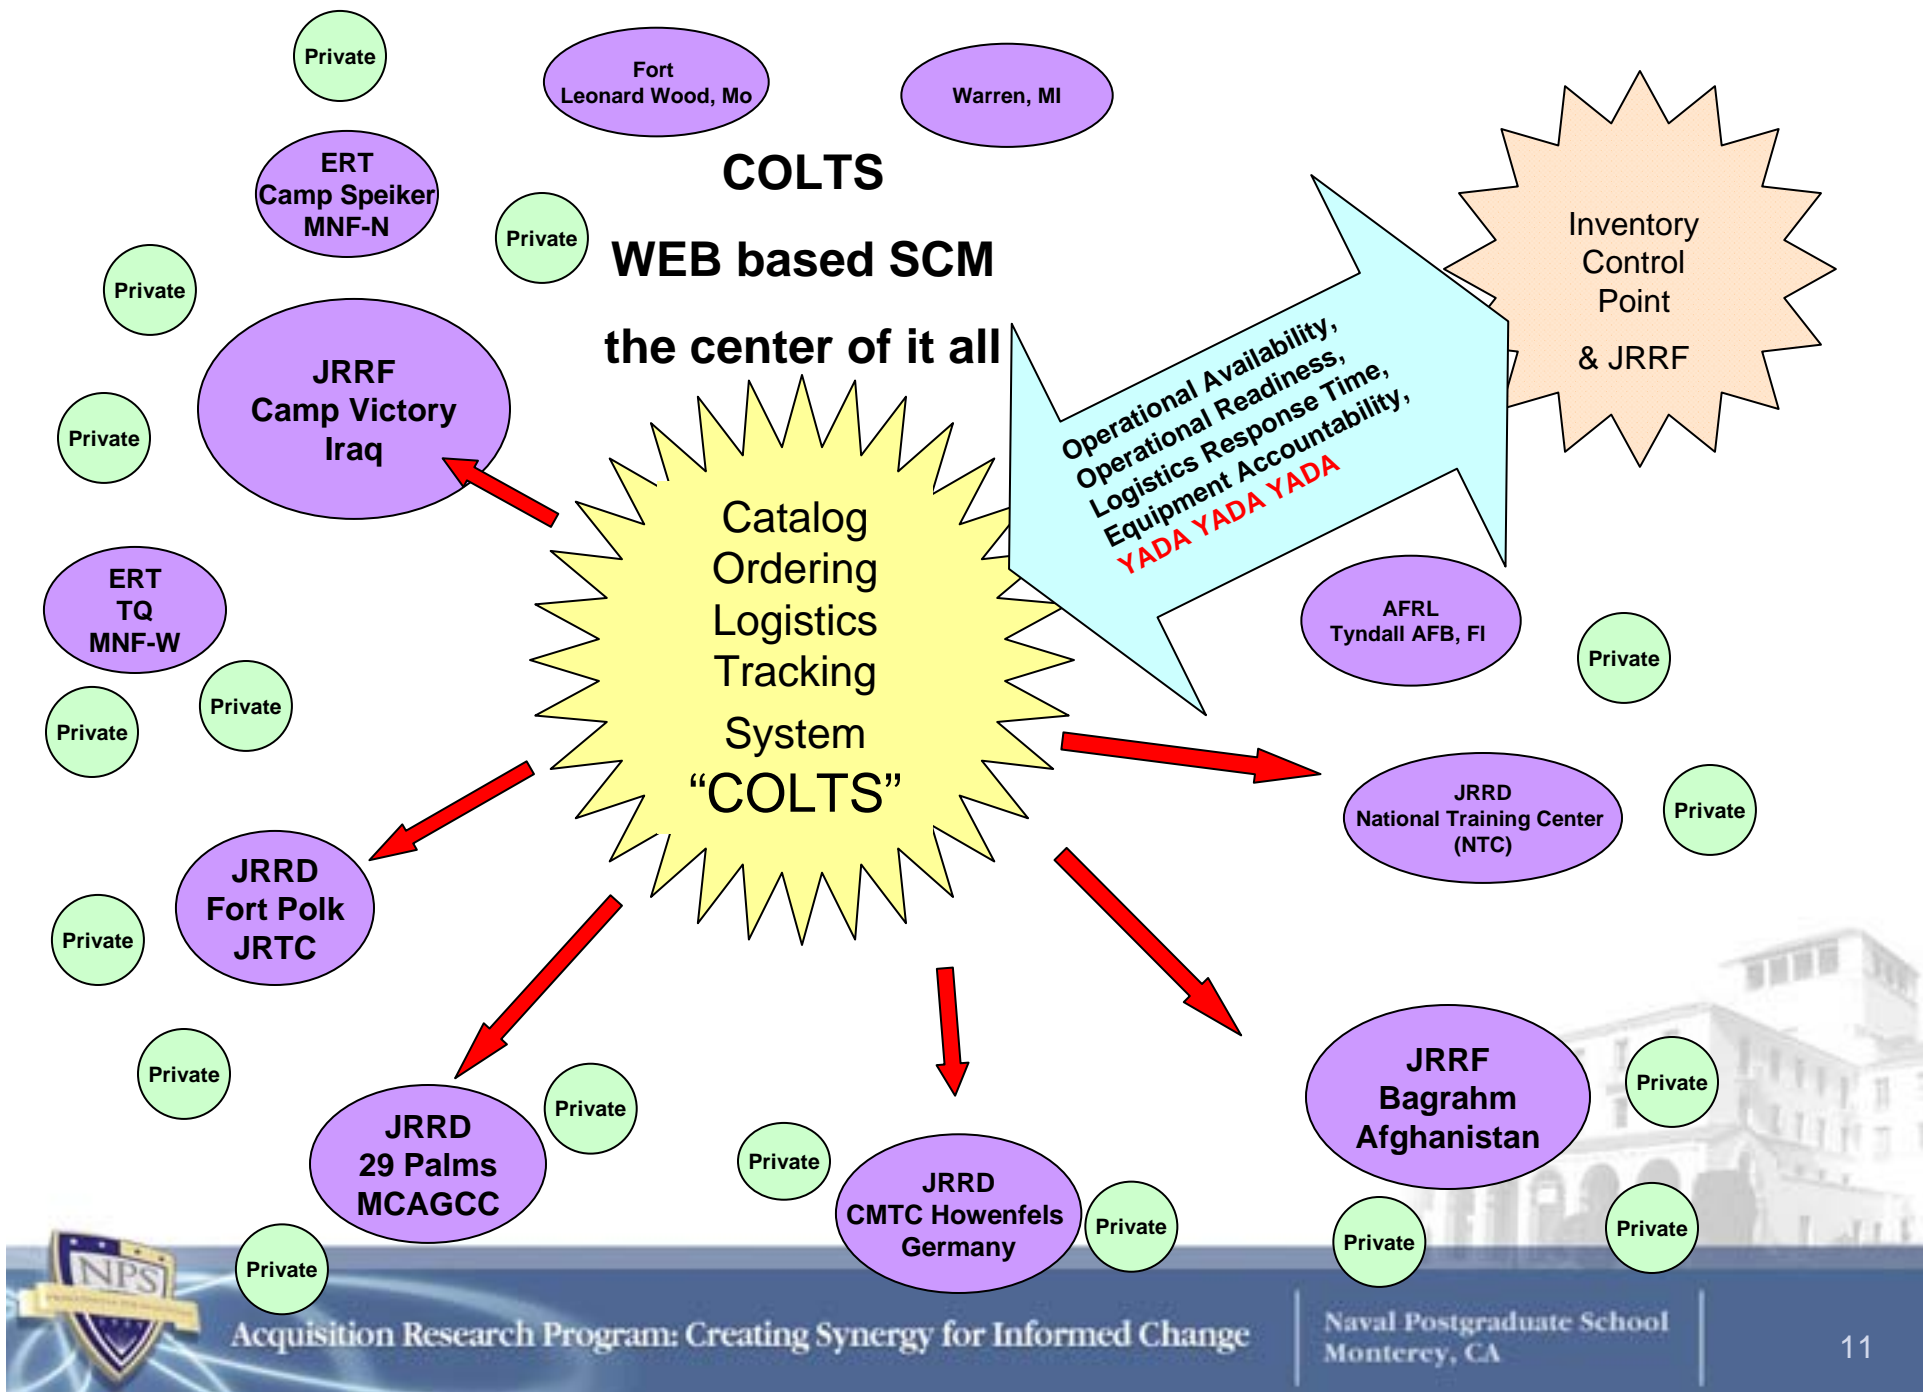 Private
Fort
Leonard Wood, Mo
Warren, MI
ERT
Camp Speiker
MNF-N
Private
Private
COLTS
WEB based SCM
the center of it all
Inventory
Control
Point
& JRRF
JRRF
Camp Victory
Iraq
Private
Operational Availability,
Operational Readiness,
Logistics Response Time,
Equipment Accountability,
YADA YADA YADA
Catalog
Ordering
Logistics
Tracking
System
“COLTS”
ERT
TQ
MNF-W
Private
Private
AFRL
Tyndall AFB, Fl
Private
JRRD
National Training Center
(NTC)
Private
JRRD
Fort Polk
JRTC
Private
Private
JRRD
29 Palms
MCAGCC
Private
Private
Private
JRRD
CMTC Howenfels
Germany
Private
JRRF
Bagrahm
Afghanistan
Private
Private
Private
NPS
Acquisition Research Program: Creating Synergy for Informed Change
Naval Postgraduate School
Monterey, CA
11